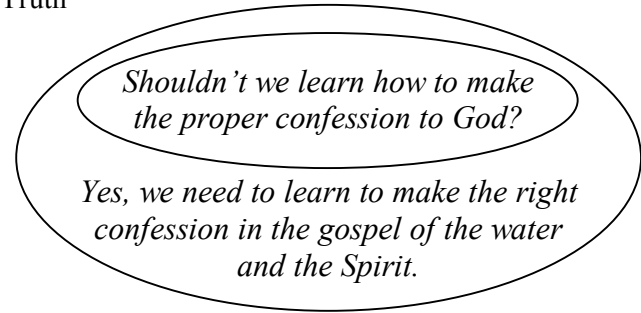 Truth
Shouldn’t we learn how to make
the proper confession to God?
Yes, we need to learn to make the right
confession in the gospel of the water
and the Spirit.